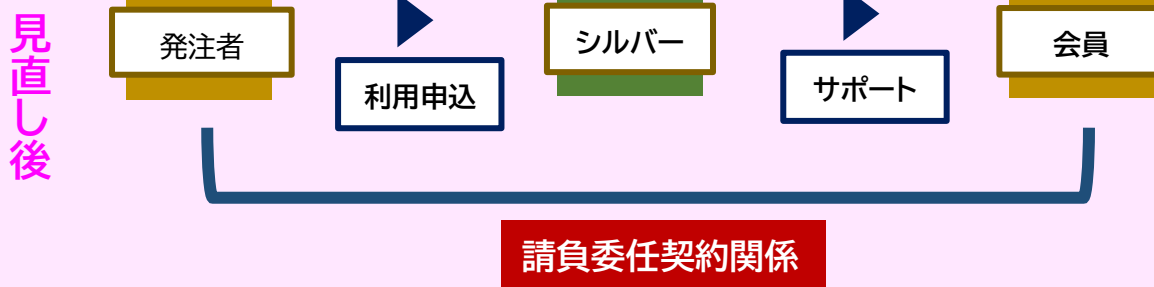 見直し後
発注者
利用申込
シルバー
サポート
会員
請負委任契約関係